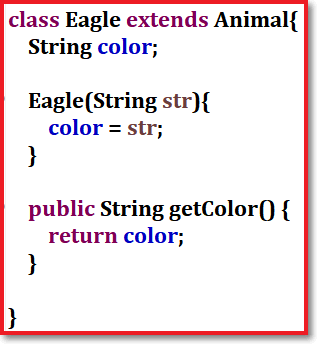 class Eagle extends Animal{
String color;
Eagle(String str){
color = str;
}
public String getColor() {
return color;
}
}